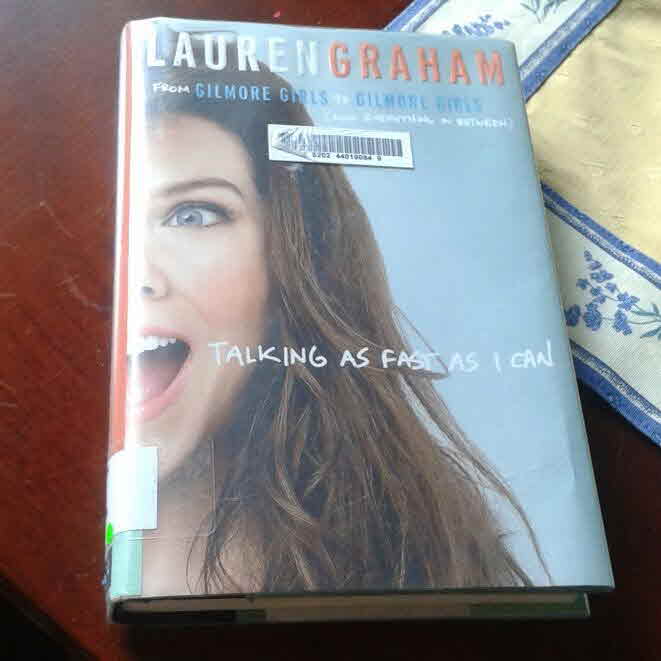 LAUREN GRAHAM
FROM GILMORE GIRLS TO GILMORE GIRLS
(AND EVERYTHING IN BETWEEN)
TALKING AS FAST AS I CAN